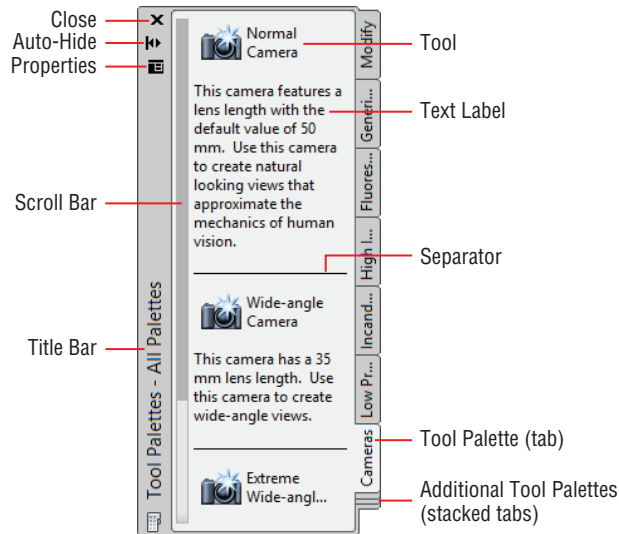 Close
Auto-Hide
Properties
Scroll Bar
Title Bar
Tool Palettes - All Palettes
Normal
Camera
This camera features a
lens length with the
default value of 50
mm. Use this camera
to create natural
looking views that
approximate the
mechanics of human
vision.
Wide-angle
Camera
This camera has a 35
mm lens length. Use
this camera to create
wide-angle views.
Extreme
Wide-angl...
Modify
Generi...
Fluores...
High I...
Incand...
Low Pr...
Cameras
Tool
Text Label
Separator
Tool Palette (tab)
Additional Tool Palettes
(stacked tabs)